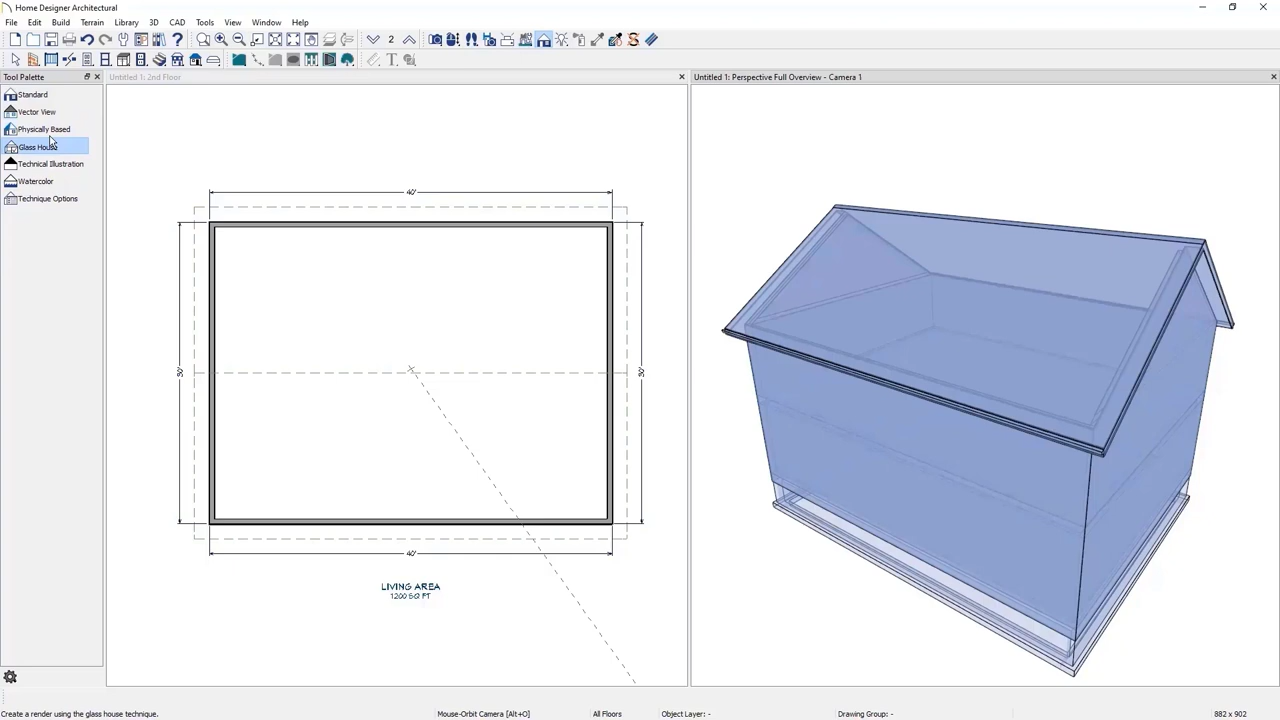 Home Designer Architectural
File Edit Build Terrain Library 3D CAD Tools View Window Help
2
Tool Palette
Untitled 1: 2nd Floor
Untitled 1: Perspective Full Overview - Camera 1
Standard
Vector View
Physically Based
Glass House
Technical Illustration
Watercolor
Technique Options
40'
30'
30'
40'
LIVING AREA
1200 SQ FT
Create a render using the glass house technique.
Mouse-Orbit Camera [Alt+O]
All Floors
Object Layer: -
Drawing Group: -
882 x 902